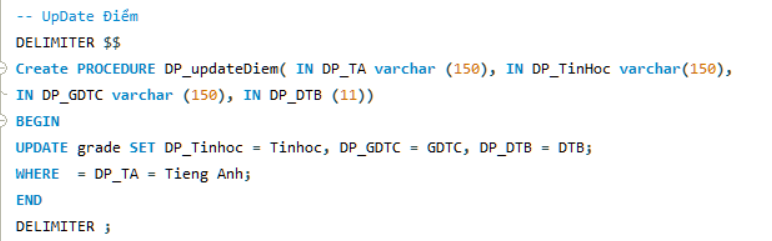 -- UpDate Điểm
DELIMITER $$
Create PROCEDURE DP_updateDiem( IN DP_TA varchar (150), IN DP_TinHoc varchar(150),
IN DP_GDTC varchar (150), IN DP_DTB (11))
BEGIN
UPDATE grade SET DP_Tinhoc = Tinhoc, DP_GDTC = GDTC, DP_DTB = DTB;
WHERE  = DP_TA = Tieng Anh;
END
DELIMITER ;